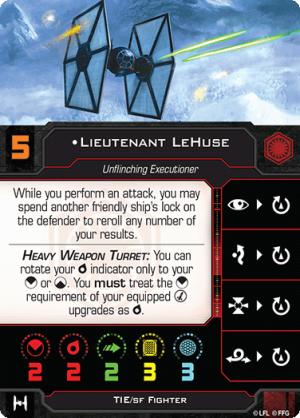 •Lieutenant LeHuse
5
Unflinching Executioner
While you perform an attack, you may
spend another friendly ship's lock on
the defender to reroll any number of
your results.
Heavy Weapon Turret: You can
rotate your indicator only to your
or . You must treat the
requirement of your equipped
upgrades as .
2 2 2 3 3
TIE/sf Fighter
©LFL ©FFG